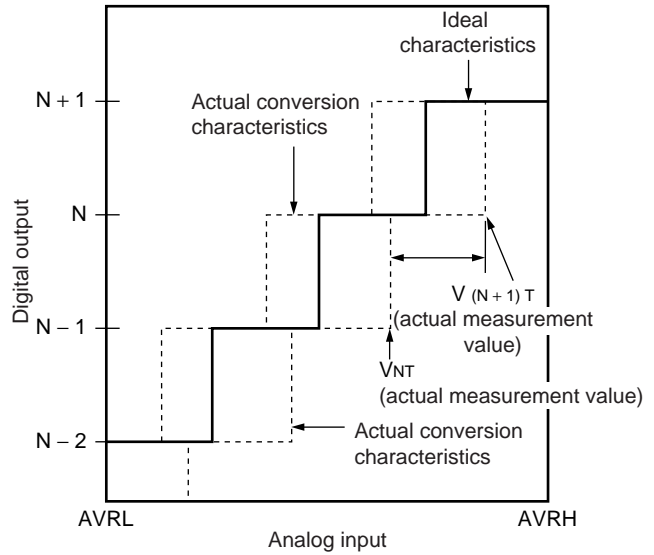 Ideal
characteristics
N + 1
Actual conversion
characteristics
N
Digital output
V (N + 1) T
(actual measurement
value)
N – 1
VNT
(actual measurement value)
Actual conversion
characteristics
N – 2
AVRL
AVRH
Analog input